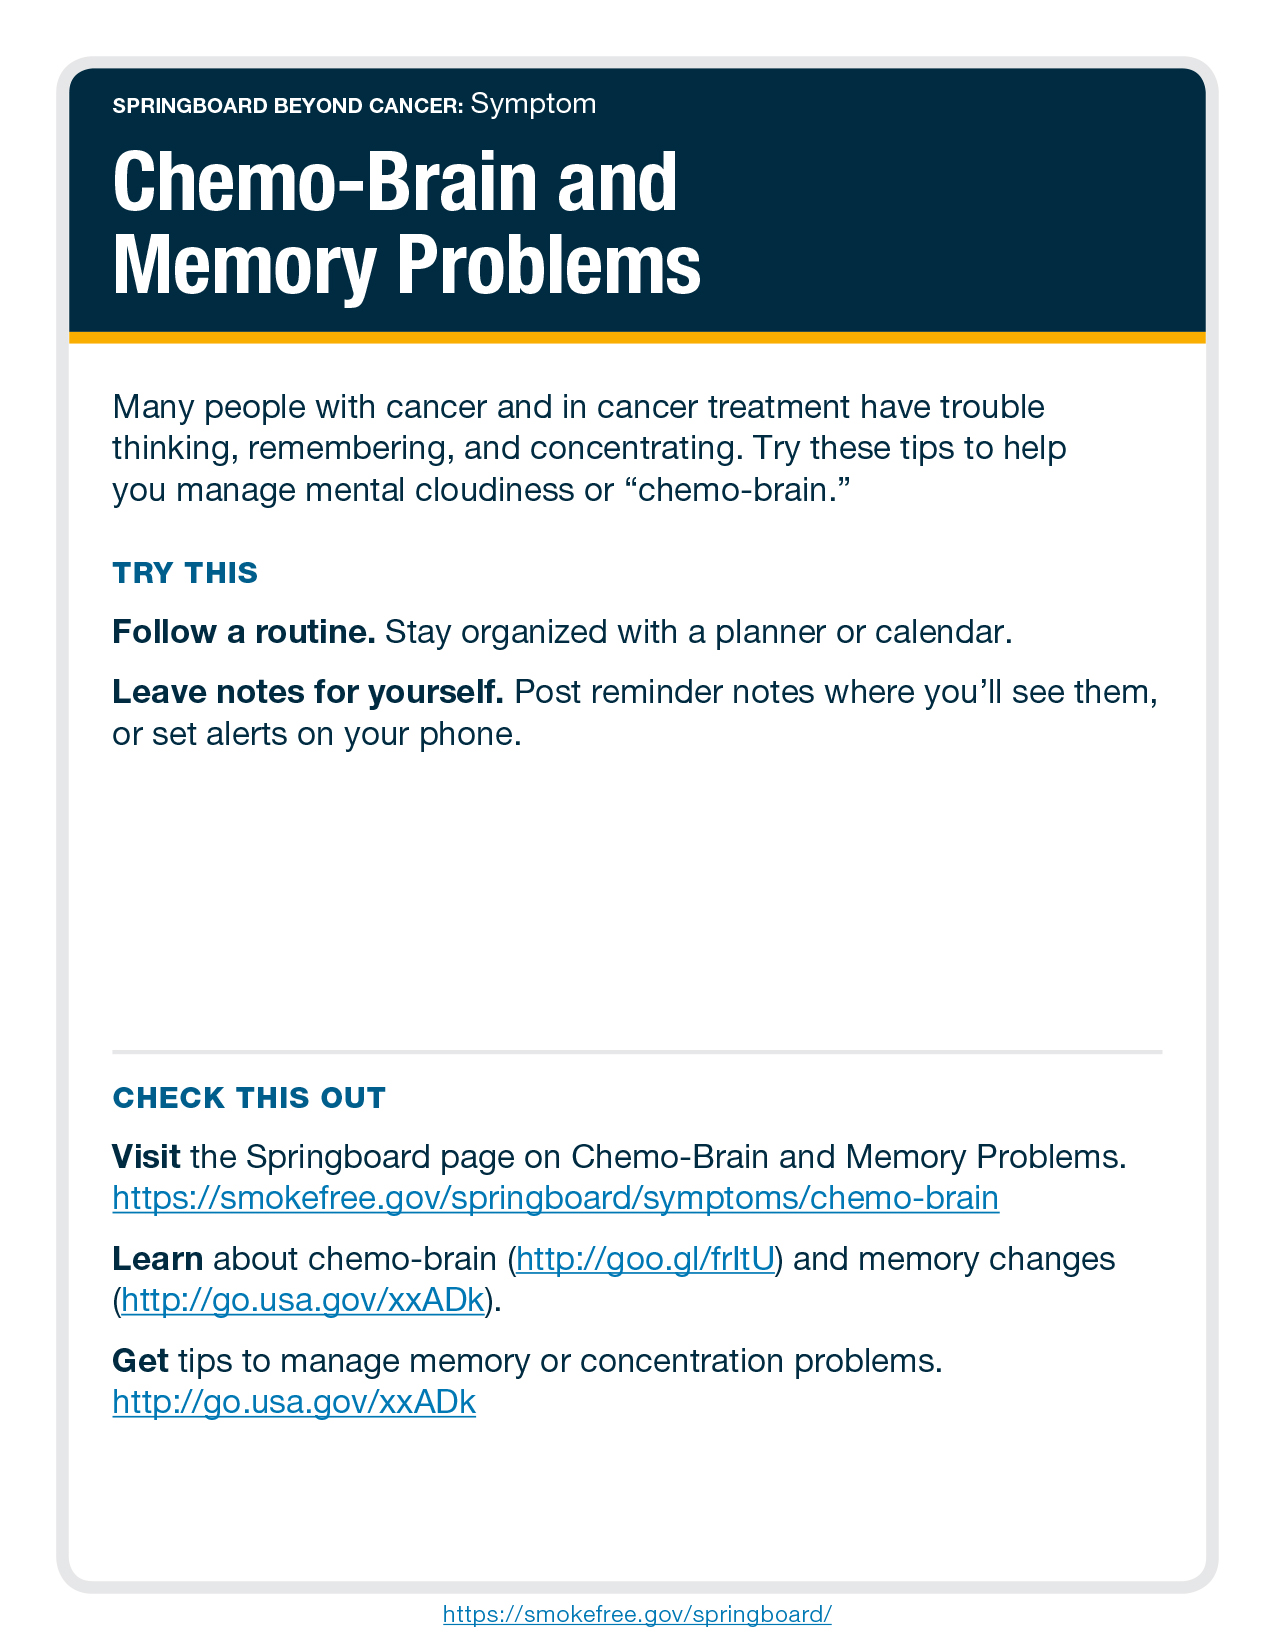 SPRINGBOARD BEYOND CANCER: Symptom
Chemo-Brain and
Memory Problems
Many people with cancer and in cancer treatment have trouble
thinking, remembering, and concentrating. Try these tips to help
you manage mental cloudiness or “chemo-brain.”
TRY THIS
Follow a routine. Stay organized with a planner or calendar.
Leave notes for yourself. Post reminder notes where you’ll see them,
or set alerts on your phone.
CHECK THIS OUT
Visit the Springboard page on Chemo-Brain and Memory Problems.
https://smokefree.gov/springboard/symptoms/chemo-brain
Learn about chemo-brain (http://goo.gl/frItU) and memory changes
(http://go.usa.gov/xxADk).
Get tips to manage memory or concentration problems.
http://go.usa.gov/xxADk
https://smokefree.gov/springboard/